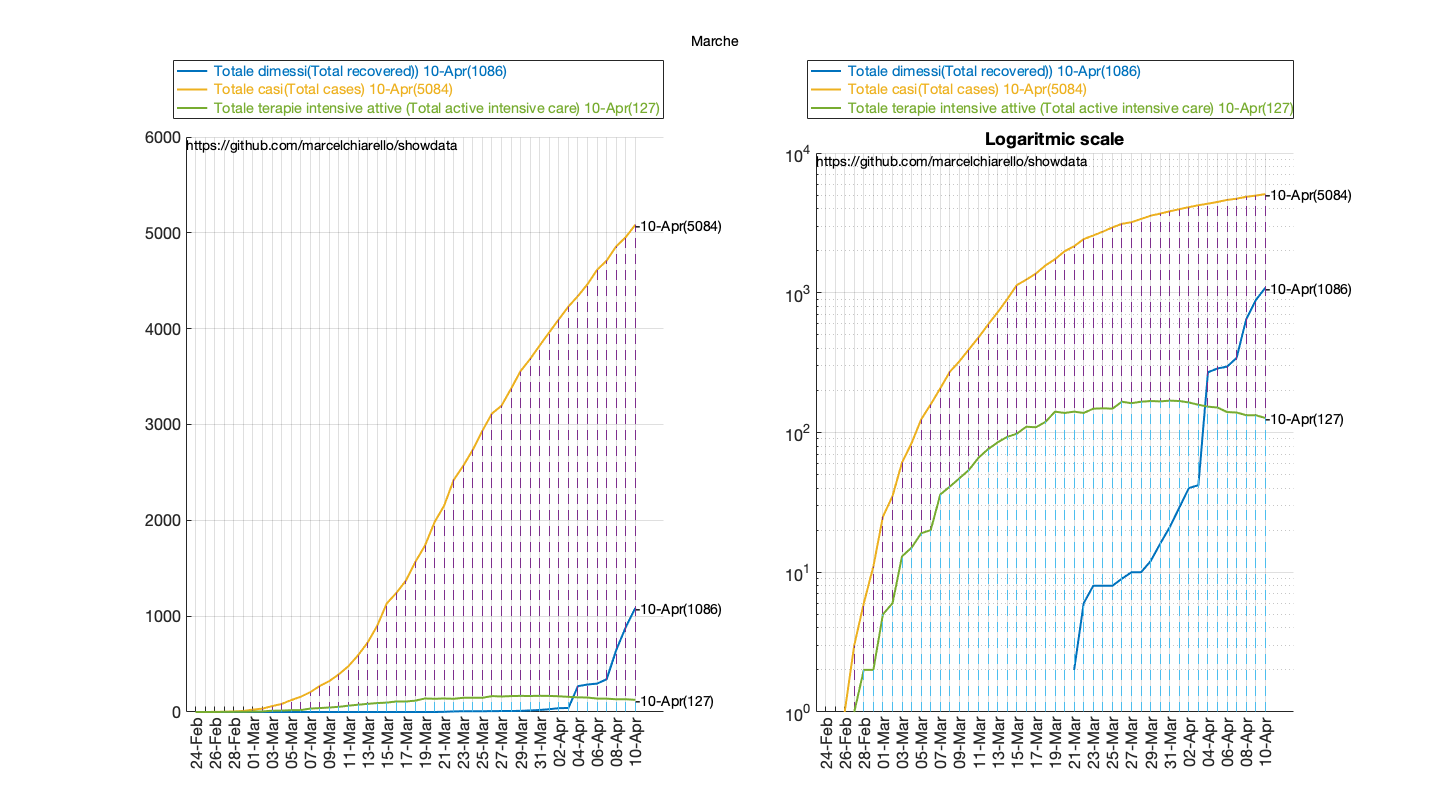 Marche
Totale dimessi(Total recovered)) 10-Apr(1086)
Totale casi(Total cases) 10-Apr(5084)
Totale terapie intensive attive (Total active intensive care) 10-Apr(127)
https://github.com/marcelchiarello/showdata
6000
5000
4000
3000
2000
1000
0
10-Apr(5084)
10-Apr(1086)
10-Apr(127)
24-Feb
26-Feb
28-Feb
01-Mar
03-Mar
05-Mar
07-Mar
09-Mar
11-Mar
13-Mar
15-Mar
17-Mar
19-Mar
21-Mar
23-Mar
25-Mar
27-Mar
29-Mar
31-Mar
02-Apr
04-Apr
06-Apr
08-Apr
10-Apr
Totale dimessi(Total recovered)) 10-Apr(1086)
Totale casi(Total cases) 10-Apr(5084)
Totale terapie intensive attive (Total active intensive care) 10-Apr(127)
Logaritmic scale
https://github.com/marcelchiarello/showdata
10^4
10^3
10^2
10^1
10^0
10-Apr(5084)
10-Apr(1086)
10-Apr(127)
24-Feb
26-Feb
28-Feb
01-Mar
03-Mar
05-Mar
07-Mar
09-Mar
11-Mar
13-Mar
15-Mar
17-Mar
19-Mar
21-Mar
23-Mar
25-Mar
27-Mar
29-Mar
31-Mar
02-Apr
04-Apr
06-Apr
08-Apr
10-Apr